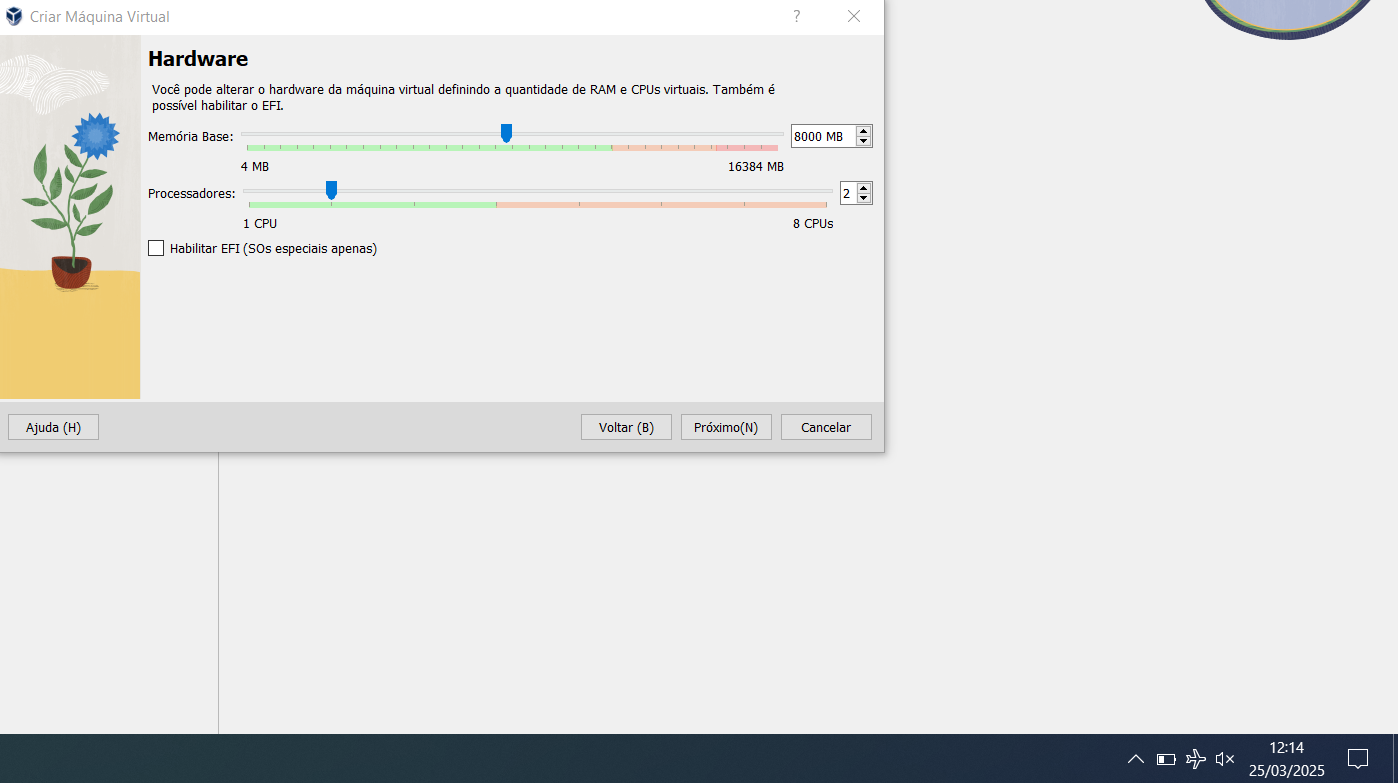 Criar Máquina Virtual
?
Hardware
Você pode alterar o hardware da máquina virtual definindo a quantidade de RAM e CPUs virtuais. Também é
possível habilitar o EFI.
Memória Base:
8000 MB
4 MB
16384 MB
Processadores:
2
1 CPU
8 CPUs
Habilitar EFI (SOs especiais apenas)
Ajuda (H)
Voltar (B)
Próximo(N)
Cancelar
12:14
25/03/2025